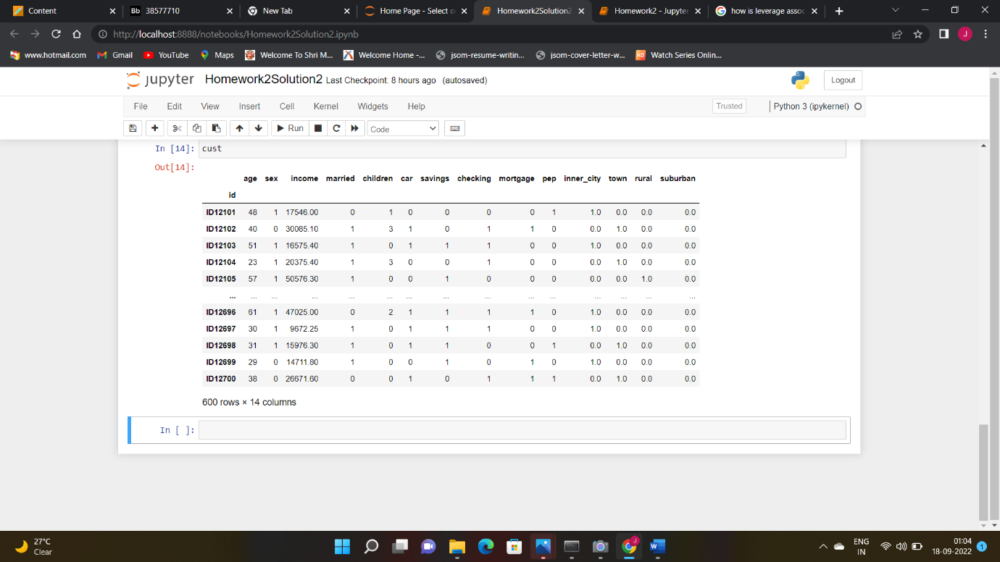 Content
Bb 38577710
New Tab
Home Page - Select o
Homework2Solution2
Homework2 - Jupyter
how is leverage assoc
http://localhost:8888/notebooks/Homework2Solution2.ipynb
J
www.hotmail.com Gmail YouTube Maps Welcome To Shri M... Welcome Home -... jsom-resume-writin... jsom-cover-letter-w... HD Watch Series Onlin...
jupyter Homework2Solution2 Last Checkpoint: 8 hours ago (autosaved) Logout
File Edit View Insert Cell Kernel Widgets Help Trusted Python 3 (ipykernel)
Run Code
In [14]: cust
Out[14]:
age sex income married children car savings checking mortgage pep inner_city town rural suburban
id
ID12101 48 1 17546.00 0 1 0 0 0 0 1 1.0 0.0 0.0 0.0
ID12102 40 0 30085.10 1 3 1 0 1 1 0 0.0 1.0 0.0 0.0
ID12103 51 1 16575.40 1 0 1 1 1 0 0 1.0 0.0 0.0 0.0
ID12104 23 1 20375.40 1 3 0 0 1 0 0 0.0 1.0 0.0 0.0
ID12105 57 1 50576.30 1 0 0 1 0 0 0 0.0 0.0 1.0 0.0
... ... ... ... ... ... ... ... ... ... ... ... ... ... ...
ID12696 61 1 47025.00 0 2 1 1 1 1 0 1.0 0.0 0.0 0.0
ID12697 30 1 9672.25 1 0 1 1 1 0 0 1.0 0.0 0.0 0.0
ID12698 31 1 15976.30 1 0 1 1 0 0 1 0.0 1.0 0.0 0.0
ID12699 29 0 14711.80 1 0 0 1 0 1 0 1.0 0.0 0.0 0.0
ID12700 38 0 26671.60 0 0 1 0 1 1 1 0.0 1.0 0.0 0.0
600 rows × 14 columns
In [ ]:
27°C
Clear
J
W
ENG
IN
01:04
18-09-2022
1